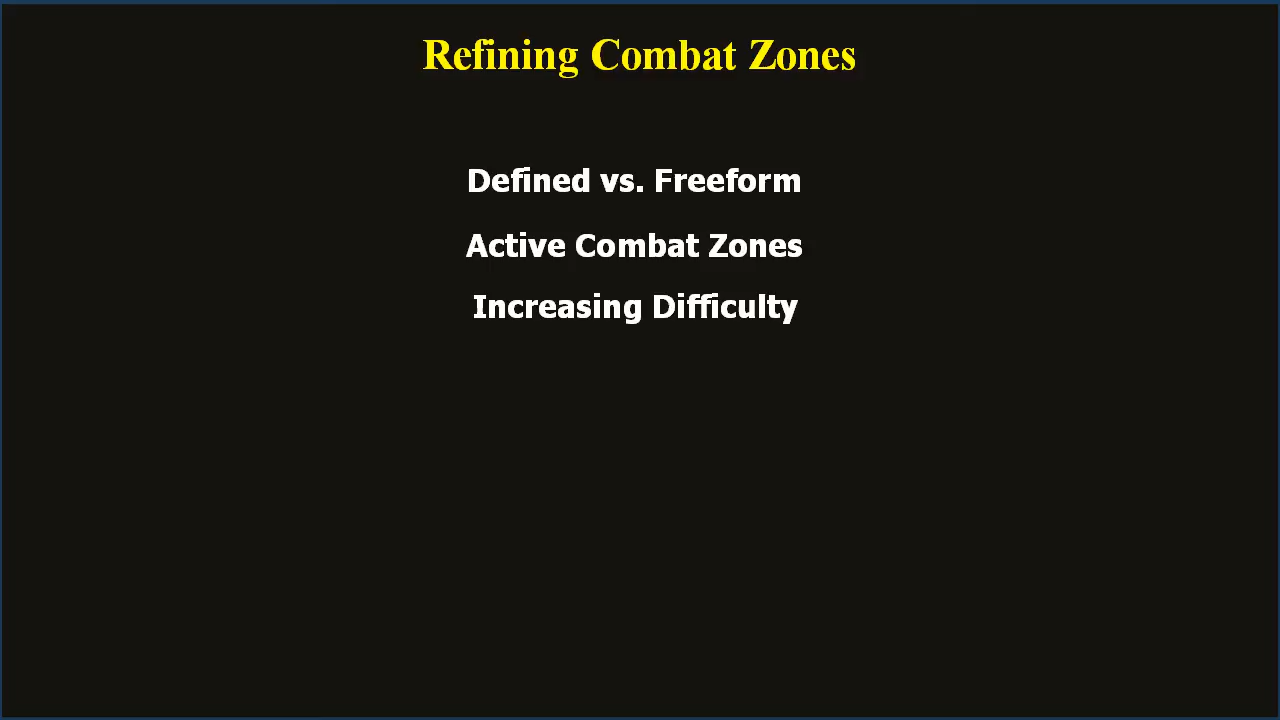 Refining Combat Zones
Defined vs. Freeform
Active Combat Zones
Increasing Difficulty